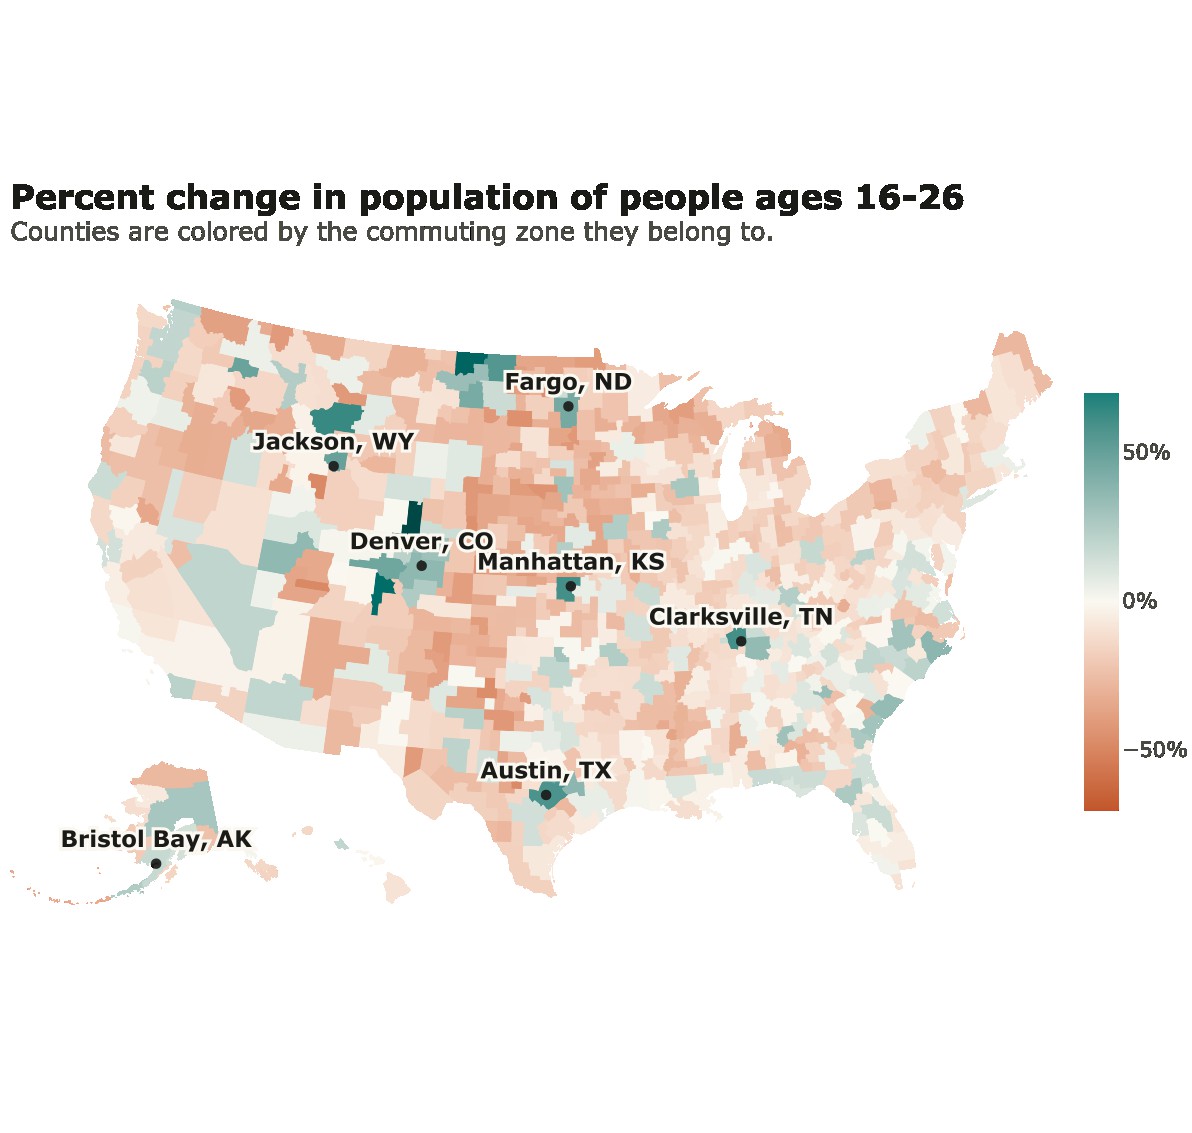 Percent change in population of people ages 16-26
Counties are colored by the commuting zone they belong to.
Fargo, ND
Jackson, WY
50%
Denver, CO
Manhattan, KS
0%
Clarksville, TN
−50%
Austin, TX
Bristol Bay, AK